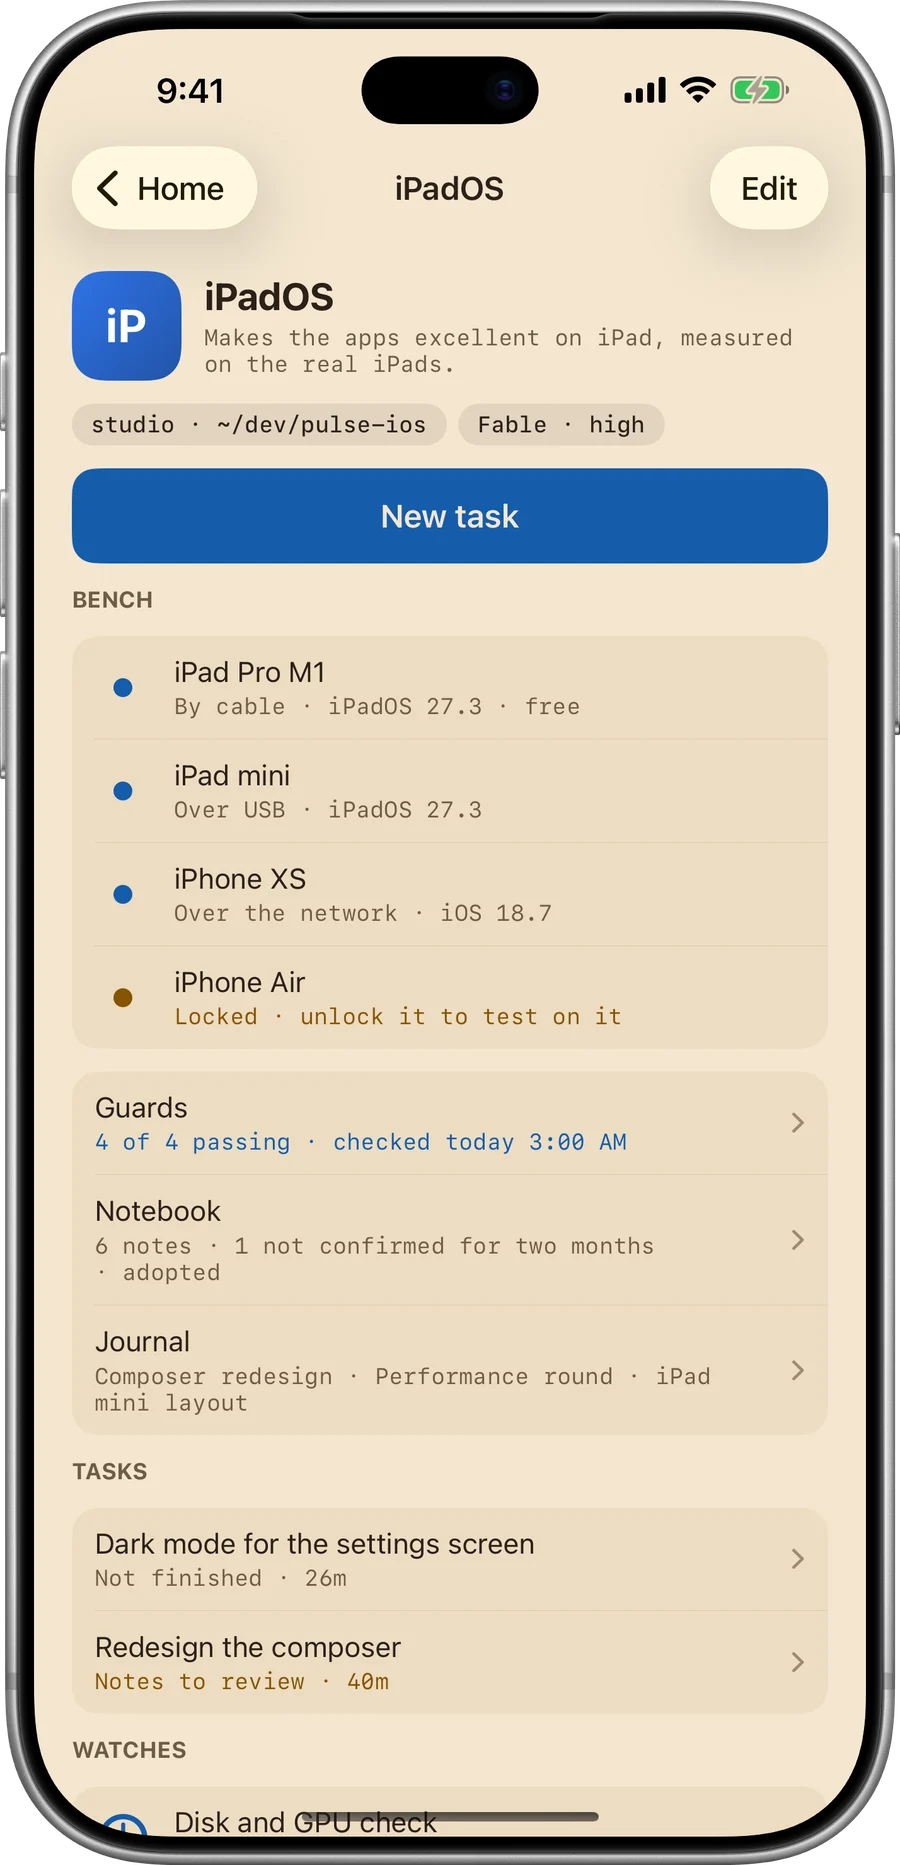 9:41
Home
iPadOS
Edit
iP
iPadOS
Makes the apps excellent on iPad, measured
on the real iPads.
studio · ~/dev/pulse-ios
Fable · high
New task
BENCH
iPad Pro M1
By cable · iPadOS 27.3 · free
iPad mini
Over USB · iPadOS 27.3
iPhone XS
Over the network · iOS 18.7
iPhone Air
Locked · unlock it to test on it
Guards
4 of 4 passing · checked today 3:00 AM
Notebook
6 notes · 1 not confirmed for two months
· adopted
Journal
Composer redesign · Performance round · iPad
mini layout
TASKS
Dark mode for the settings screen
Not finished · 26m
Redesign the composer
Notes to review · 40m
WATCHES
Disk and GPU check